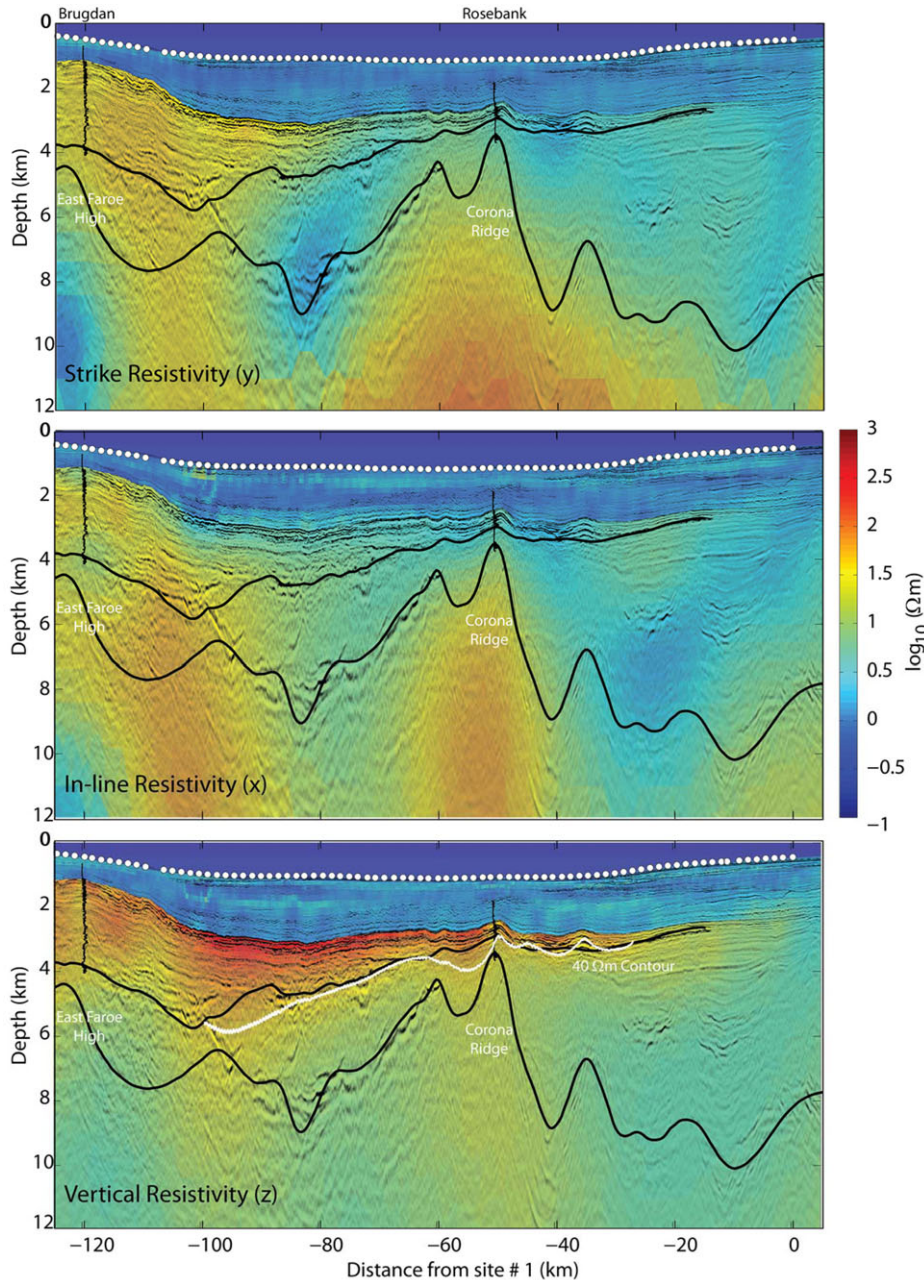 Brugdan Rosebank
0
2
4
6
8
10
12
Depth (km)
East Faroe
High
Corona
Ridge
Strike Resistivity (y)
0
2
4
6
8
10
12
Depth (km)
East Faroe
High
Corona
Ridge
In-line Resistivity (x)
3
2.5
2
1.5
1
0.5
0
−0.5
−1
log10 (Ωm)
0
2
4
6
8
10
12
Depth (km)
East Faroe
High
Corona
Ridge
40 Ωm Contour
Vertical Resistivity (z)
−120 −100 −80 −60 −40 −20 0
Distance from site # 1 (km)